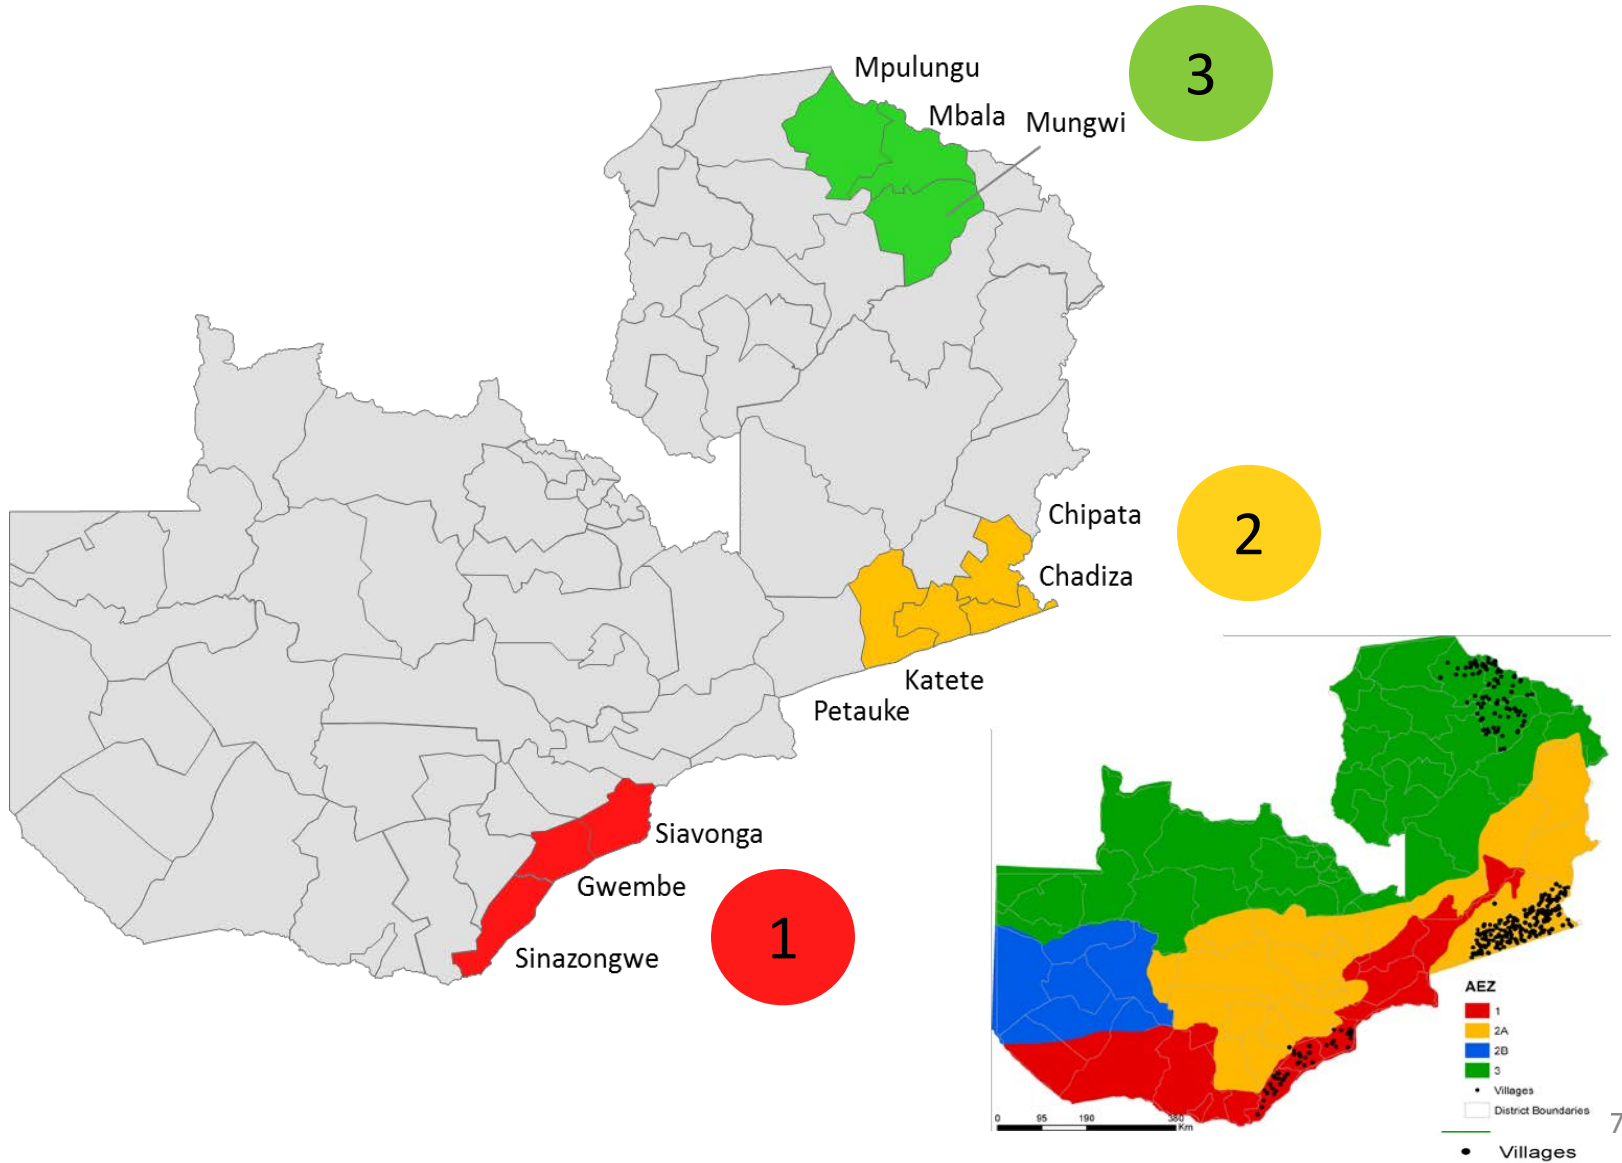 Mpulungu
3
Mbala
Mungwi
Chipata
2
Chadiza
Katete
Petauke
Siavonga
Gwembe
1
Sinazongwe
AEZ
1
2A
2B
3
Villages
District Boundaries
0 95 190 380
Km
7
Villages